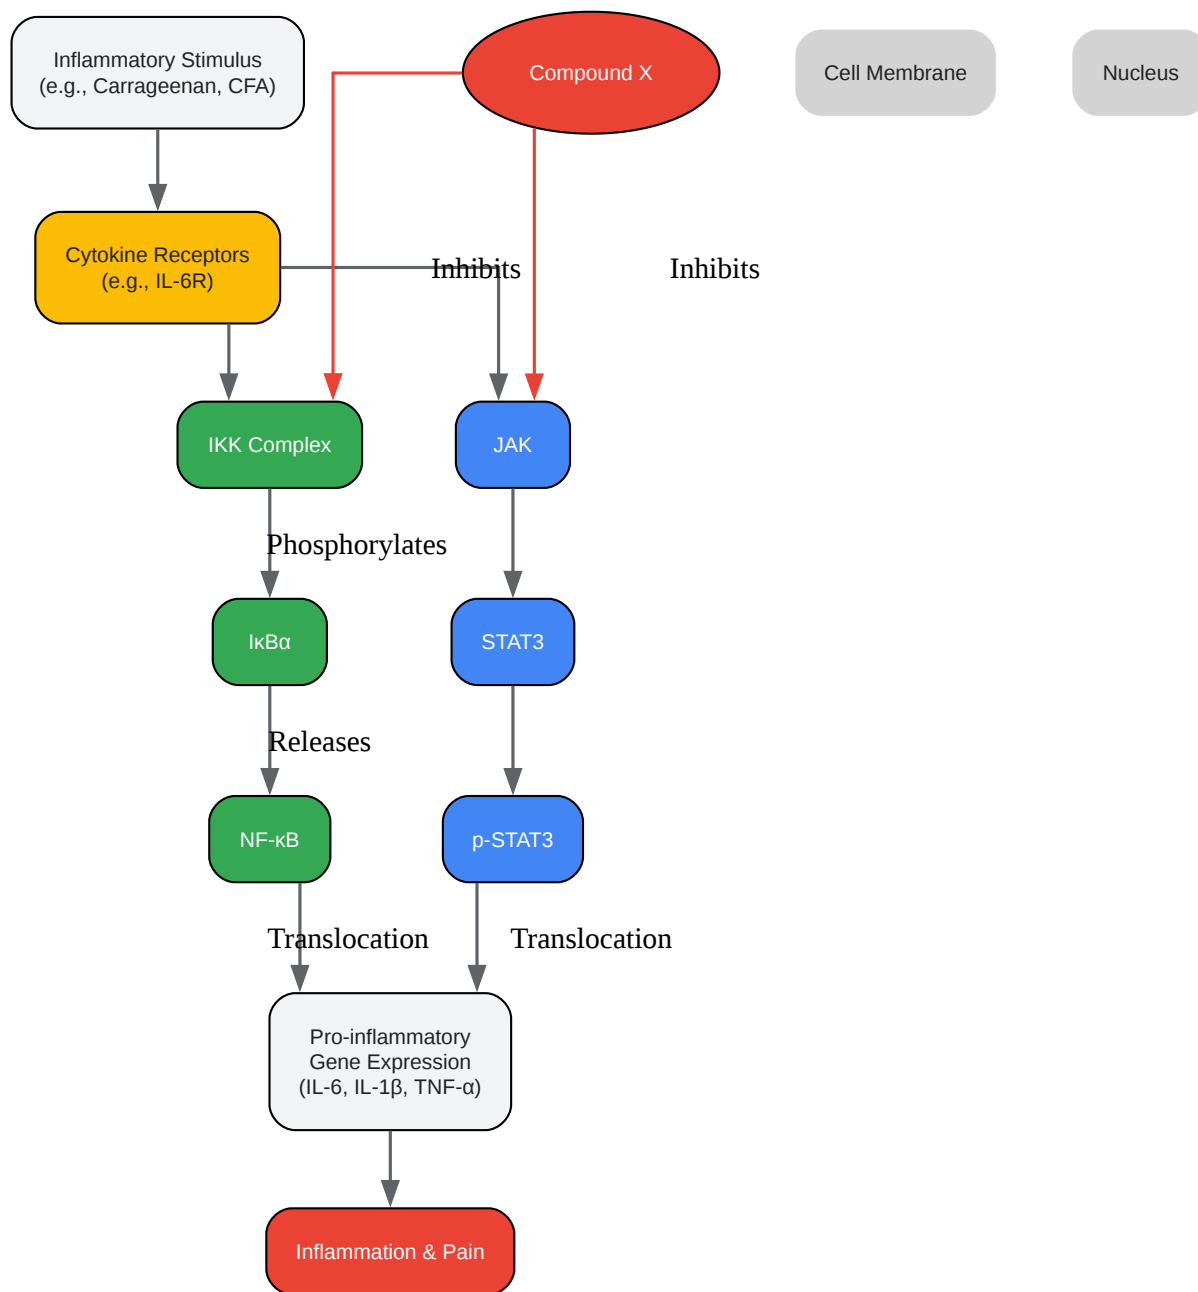 Inflammatory Stimulus
(e.g., Carrageenan, CFA)
Compound X
Cell Membrane
Nucleus
Cytokine Receptors
(e.g., IL-6R)
Inhibits
Inhibits
IKK Complex
JAK
Phosphorylates
IκBα
STAT3
Releases
NF-κB
p-STAT3
Translocation
Translocation
Pro-inflammatory
Gene Expression
(IL-6, IL-1β, TNF-α)
Inflammation & Pain